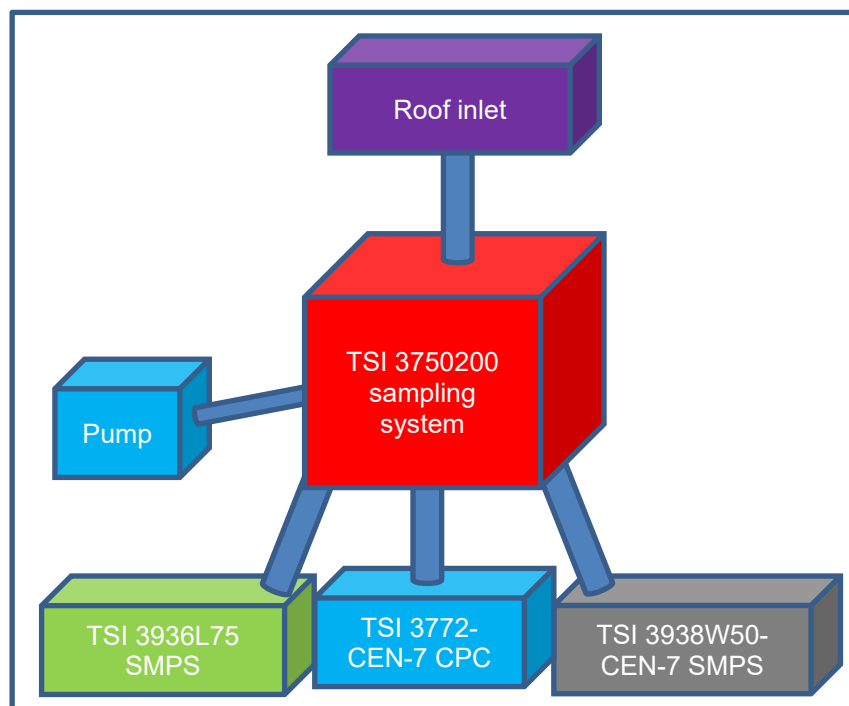 Roof inlet
TSI 3750200
sampling
system
Pump
TSI 3936L75
SMPS
TSI 3772-
CEN-7 CPC
TSI 3938W50-
CEN-7 SMPS